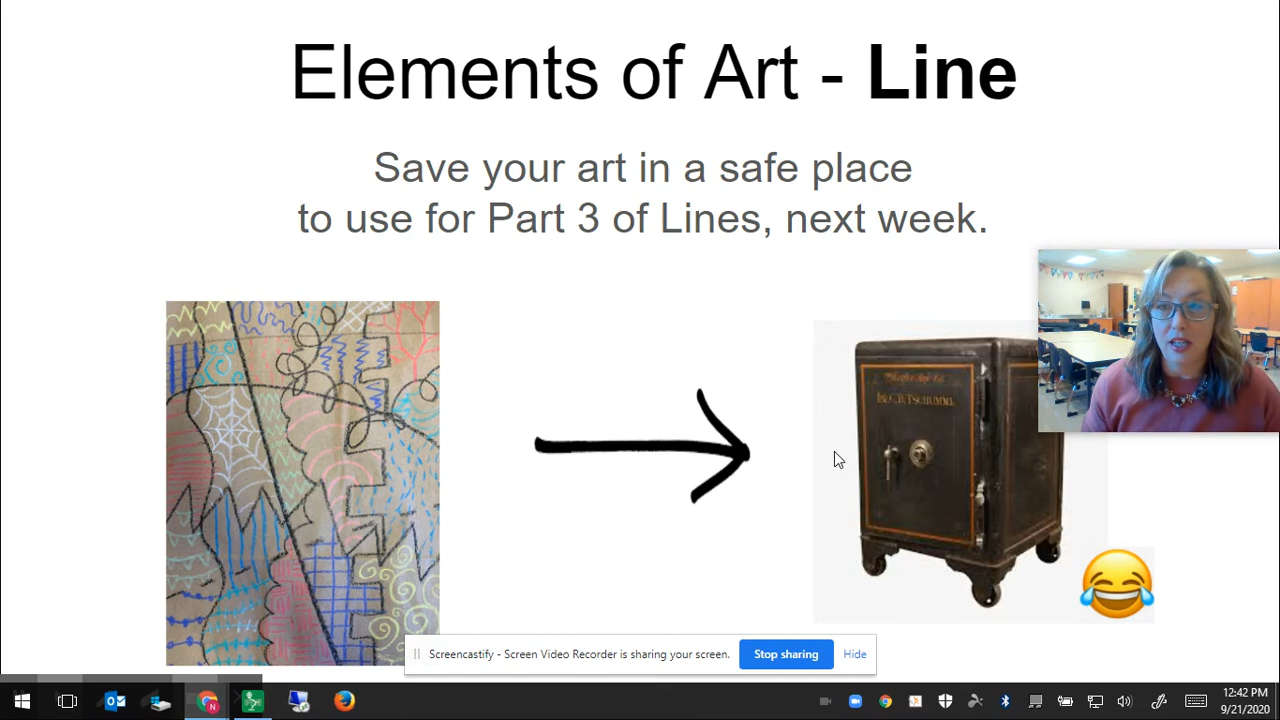 Elements of Art - Line
Save your art in a safe place
to use for Part 3 of Lines, next week.
Screencastify - Screen Video Recorder is sharing your screen.
Stop sharing
Hide
12:42 PM
9/21/2020